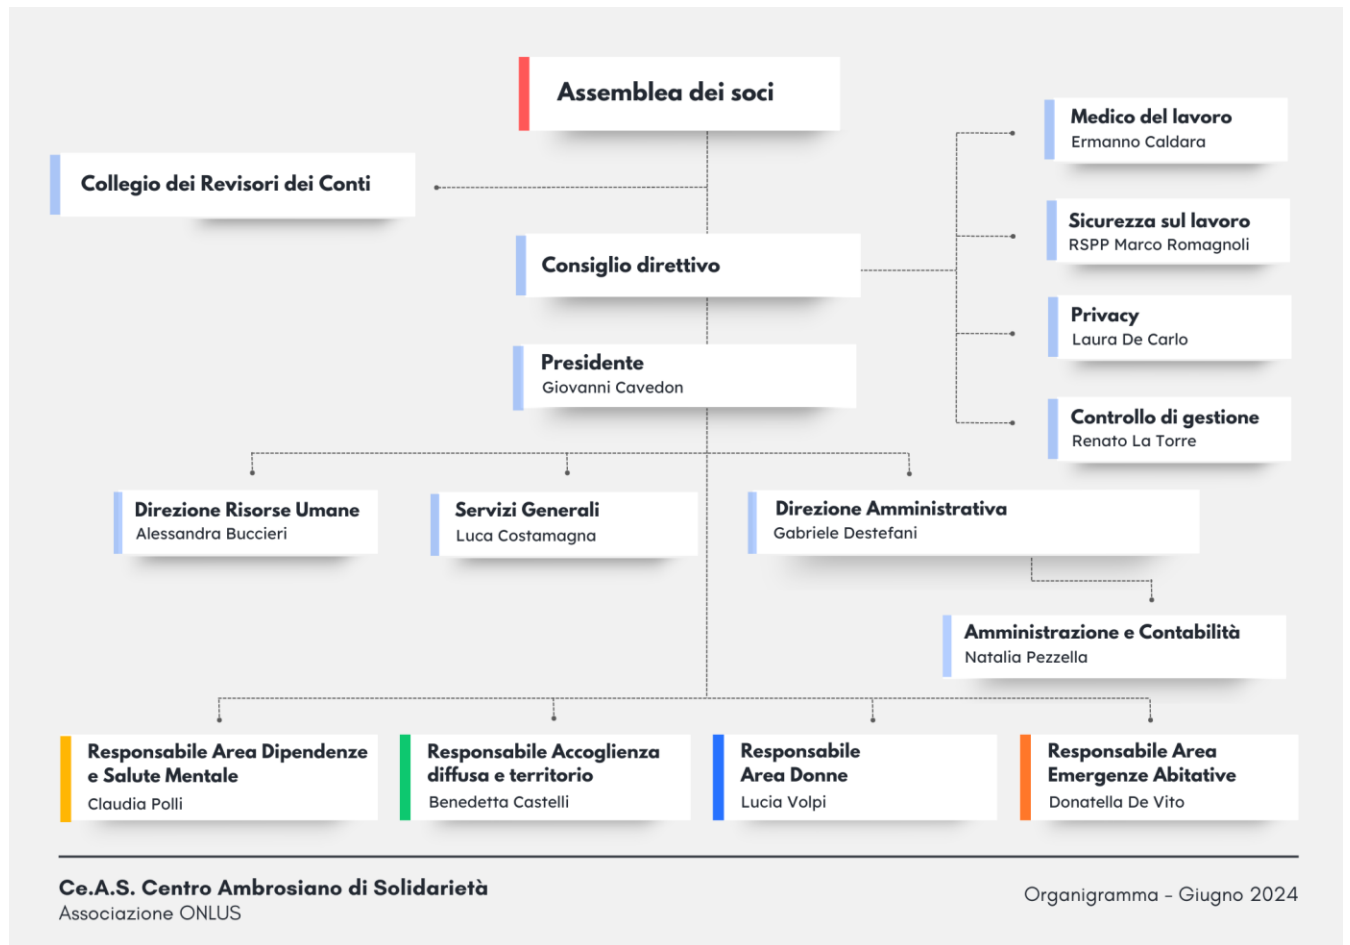 Assemblea dei soci
Collegio dei Revisori dei Conti
Consiglio direttivo
Presidente
Giovanni Cavedon
Medico del lavoro
Ermanno Caldara
Sicurezza sul lavoro
RSPP Marco Romagnoli
Privacy
Laura De Carlo
Controllo di gestione
Renato La Torre
Direzione Risorse Umane
Alessandra Buccieri
Servizi Generali
Luca Costamagna
Direzione Amministrativa
Gabriele Destefani
Amministrazione e Contabilità
Natalia Pezzella
Responsabile Area Dipendenze
e Salute Mentale
Claudia Polli
Responsabile Accoglienza
diffusa e territorio
Benedetta Castelli
Responsabile
Area Donne
Lucia Volpi
Responsabile Area
Emergenze Abitative
Donatella De Vito
Ce.A.S. Centro Ambrosiano di Solidarietà
Associazione ONLUS
Organigramma - Giugno 2024